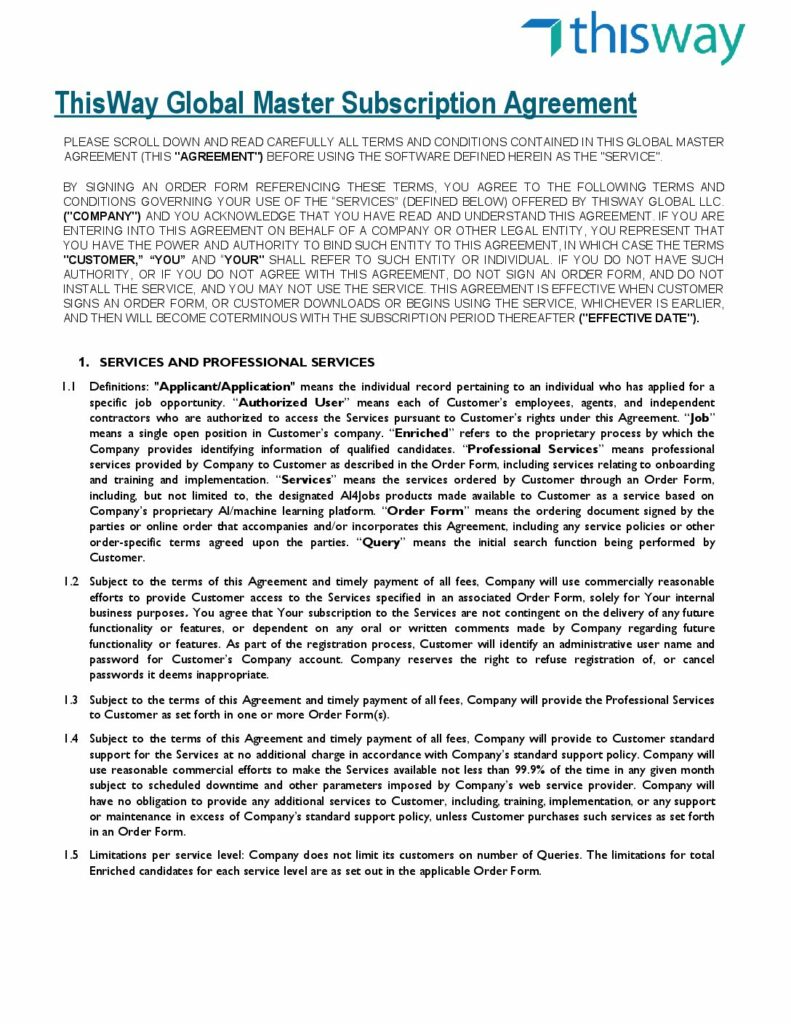 thisway
ThisWay Global Master Subscription Agreement
PLEASE SCROLL DOWN AND READ CAREFULLY ALL TERMS AND CONDITIONS CONTAINED IN THIS GLOBAL MASTER
AGREEMENT (THIS "AGREEMENT") BEFORE USING THE SOFTWARE DEFINED HEREIN AS THE "SERVICE".
BY SIGNING AN ORDER FORM REFERENCING THESE TERMS, YOU AGREE TO THE FOLLOWING TERMS AND
CONDITIONS GOVERNING YOUR USE OF THE “SERVICES” (DEFINED BELOW) OFFERED BY THISWAY GLOBAL LLC.
("COMPANY") AND YOU ACKNOWLEDGE THAT YOU HAVE READ AND UNDERSTAND THIS AGREEMENT. IF YOU ARE
ENTERING INTO THIS AGREEMENT ON BEHALF OF A COMPANY OR OTHER LEGAL ENTITY, YOU REPRESENT THAT
YOU HAVE THE POWER AND AUTHORITY TO BIND SUCH ENTITY TO THIS AGREEMENT, IN WHICH CASE THE TERMS
"CUSTOMER,” “YOU” AND “YOUR" SHALL REFER TO SUCH ENTITY OR INDIVIDUAL. IF YOU DO NOT HAVE SUCH
AUTHORITY, OR IF YOU DO NOT AGREE WITH THIS AGREEMENT, DO NOT SIGN AN ORDER FORM, AND DO NOT
INSTALL THE SERVICE, AND YOU MAY NOT USE THE SERVICE. THIS AGREEMENT IS EFFECTIVE WHEN CUSTOMER
SIGNS AN ORDER FORM, OR CUSTOMER DOWNLOADS OR BEGINS USING THE SERVICE, WHICHEVER IS EARLIER,
AND THEN WILL BECOME COTERMINOUS WITH THE SUBSCRIPTION PERIOD THEREAFTER ("EFFECTIVE DATE").
1. SERVICES AND PROFESSIONAL SERVICES
1.1 Definitions: "Applicant/Application" means the individual record pertaining to an individual who has applied for a
specific job opportunity. “Authorized User” means each of Customer’s employees, agents, and independent
contractors who are authorized to access the Services pursuant to Customer’s rights under this Agreement. “Job”
means a single open position in Customer’s company. “Enriched” refers to the proprietary process by which the
Company provides identifying information of qualified candidates. “Professional Services” means professional
services provided by Company to Customer as described in the Order Form, including services relating to onboarding
and training and implementation. “Services” means the services ordered by Customer through an Order Form,
including, but not limited to, the designated AI4Jobs products made available to Customer as a service based on
Company’s proprietary AI/machine learning platform. “Order Form” means the ordering document signed by the
parties or online order that accompanies and/or incorporates this Agreement, including any service policies or other
order-specific terms agreed upon the parties. “Query” means the initial search function being performed by
Customer.
1.2 Subject to the terms of this Agreement and timely payment of all fees, Company will use commercially reasonable
efforts to provide Customer access to the Services specified in an associated Order Form, solely for Your internal
business purposes. You agree that Your subscription to the Services are not contingent on the delivery of any future
functionality or features, or dependent on any oral or written comments made by Company regarding future
functionality or features. As part of the registration process, Customer will identify an administrative user name and
password for Customer’s Company account. Company reserves the right to refuse registration of, or cancel
passwords it deems inappropriate.
1.3 Subject to the terms of this Agreement and timely payment of all fees, Company will provide the Professional Services
to Customer as set forth in one or more Order Form(s).
1.4 Subject to the terms of this Agreement and timely payment of all fees, Company will provide to Customer standard
support for the Services at no additional charge in accordance with Company’s standard support policy. Company will
use reasonable commercial efforts to make the Services available not less than 99.9% of the time in any given month
subject to scheduled downtime and other parameters imposed by Company’s web service provider. Company will
have no obligation to provide any additional services to Customer, including, training, implementation, or any support
or maintenance in excess of Company’s standard support policy, unless Customer purchases such services as set forth
in an Order Form.
1.5 Limitations per service level: Company does not limit its customers on number of Queries. The limitations for total
Enriched candidates for each service level are as set out in the applicable Order Form.